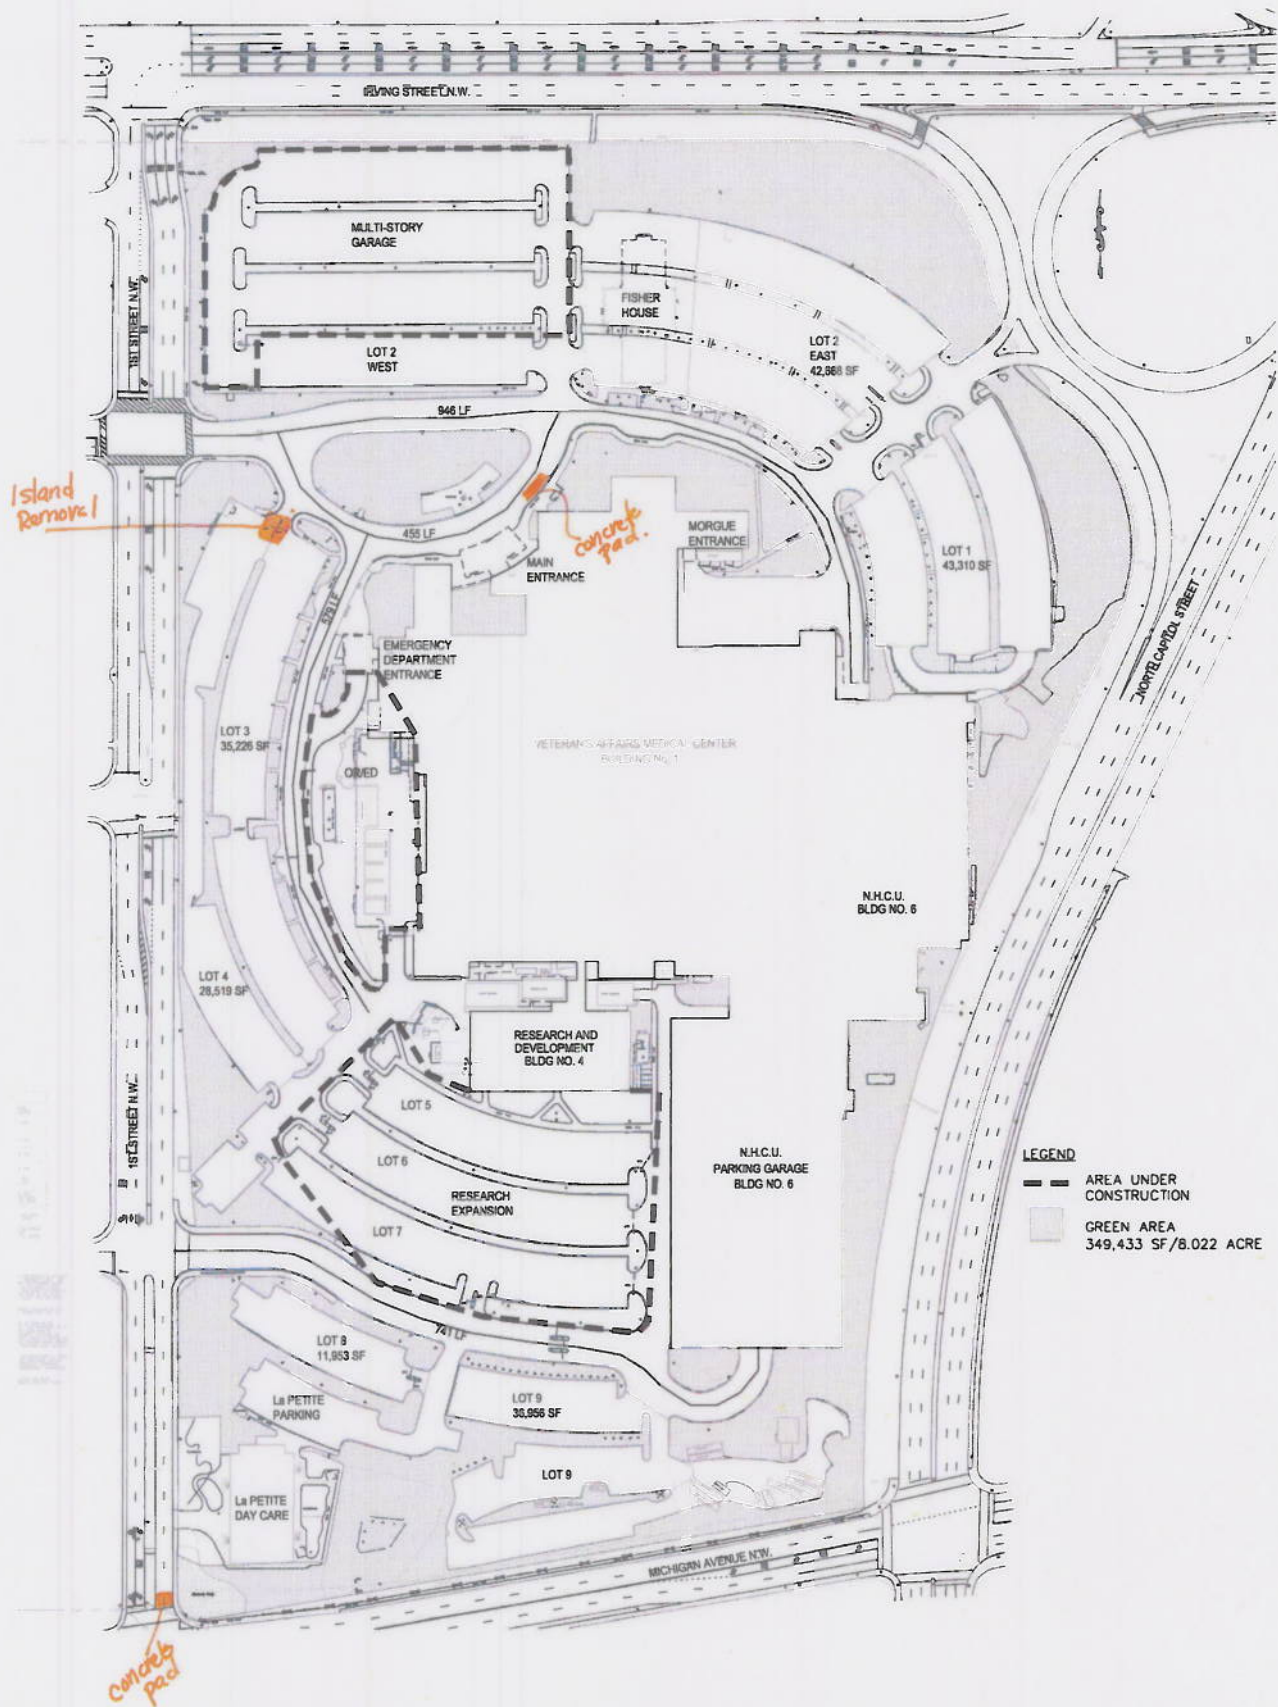 IRVING STREET N.W.
1ST STREET N.W.
MULTI-STORY
GARAGE
FISHER
HOUSE
LOT 2
WEST
LOT 2
EAST
42,668 SF
946 LF
Island
Removal
455 LF
concrete
pad.
MAIN
ENTRANCE
MORGUE
ENTRANCE
LOT 1
43,310 SF
579 LF
EMERGENCY
DEPARTMENT
ENTRANCE
NORTH CAPITOL STREET
LOT 3
35,226 SF
OR/ED
VETERANS AFFAIRS MEDICAL CENTER
BUILDING No. 1
N.H.C.U.
BLDG NO. 6
LOT 4
28,519 SF
RESEARCH AND
DEVELOPMENT
BLDG NO. 4
1ST STREET N.W.
LOT 5
LOT 6
RESEARCH
EXPANSION
LOT 7
N.H.C.U.
PARKING GARAGE
BLDG NO. 6
LEGEND
AREA UNDER
CONSTRUCTION
GREEN AREA
349,433 SF/8.022 ACRE
741 LF
LOT 8
11,953 SF
La PETITE
PARKING
LOT 9
38,956 SF
LOT 9
La PETITE
DAY CARE
MICHIGAN AVENUE N.W.
concrete
pad